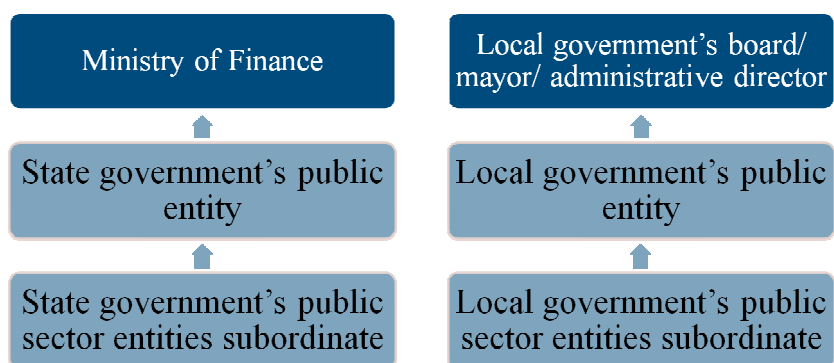 Ministry of Finance
Local government’s board/
mayor/ administrative director
State government’s public
entity
Local government’s public
entity
State government’s public
sector entities subordinate
Local government’s public
sector entities subordinate